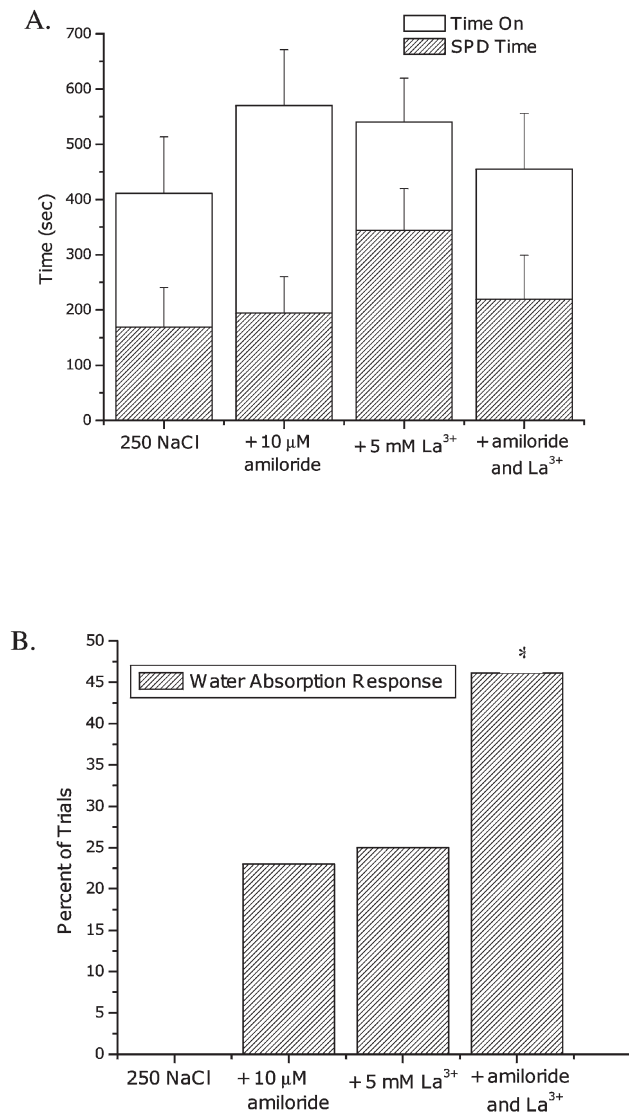 A.
700
600
500
400
300
200
100
0
Time (sec)
Time On
SPD Time
250 NaCl
+ 10 μM
amiloride
+ 5 mM La³⁺
+ amiloride
and La³⁺
B.
50
45
40
35
30
25
20
15
10
5
0
Percent of Trials
Water Absorption Response
*
250 NaCl
+ 10 μM
amiloride
+ 5 mM La³⁺
+ amiloride
and La³⁺